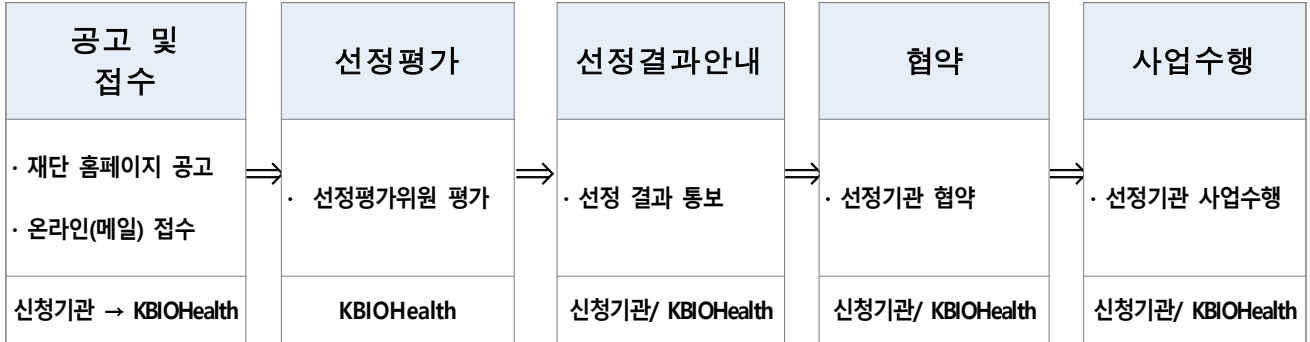 공고 및
접수
선정평가
선정결과안내
협약
사업수행
· 재단 홈페이지 공고
· 온라인(메일) 접수
⇒
· 선정평가위원 평가
⇒
· 선정 결과 통보
⇒
· 선정기관 협약
⇒
· 선정기관 사업수행
신청기관 → KBIOHealth
KBIOHealth
신청기관/ KBIOHealth
신청기관/ KBIOHealth
신청기관/ KBIOHealth